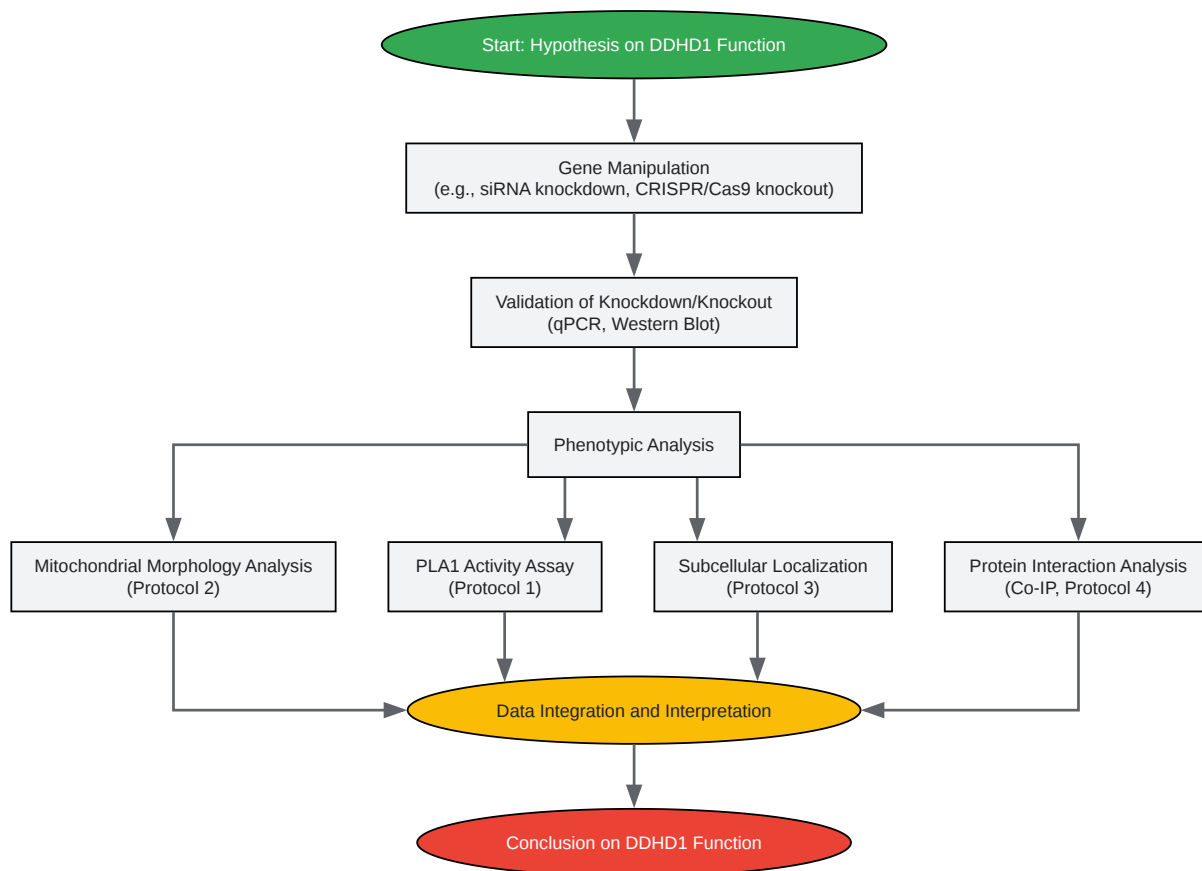 Start: Hypothesis on DDHD1 Function
Gene Manipulation
(e.g., siRNA knockdown, CRISPR/Cas9 knockout)
Validation of Knockdown/Knockout
(qPCR, Western Blot)
Phenotypic Analysis
Mitochondrial Morphology Analysis
(Protocol 2)
PLA1 Activity Assay
(Protocol 1)
Subcellular Localization
(Protocol 3)
Protein Interaction Analysis
(Co-IP, Protocol 4)
Data Integration and Interpretation
Conclusion on DDHD1 Function